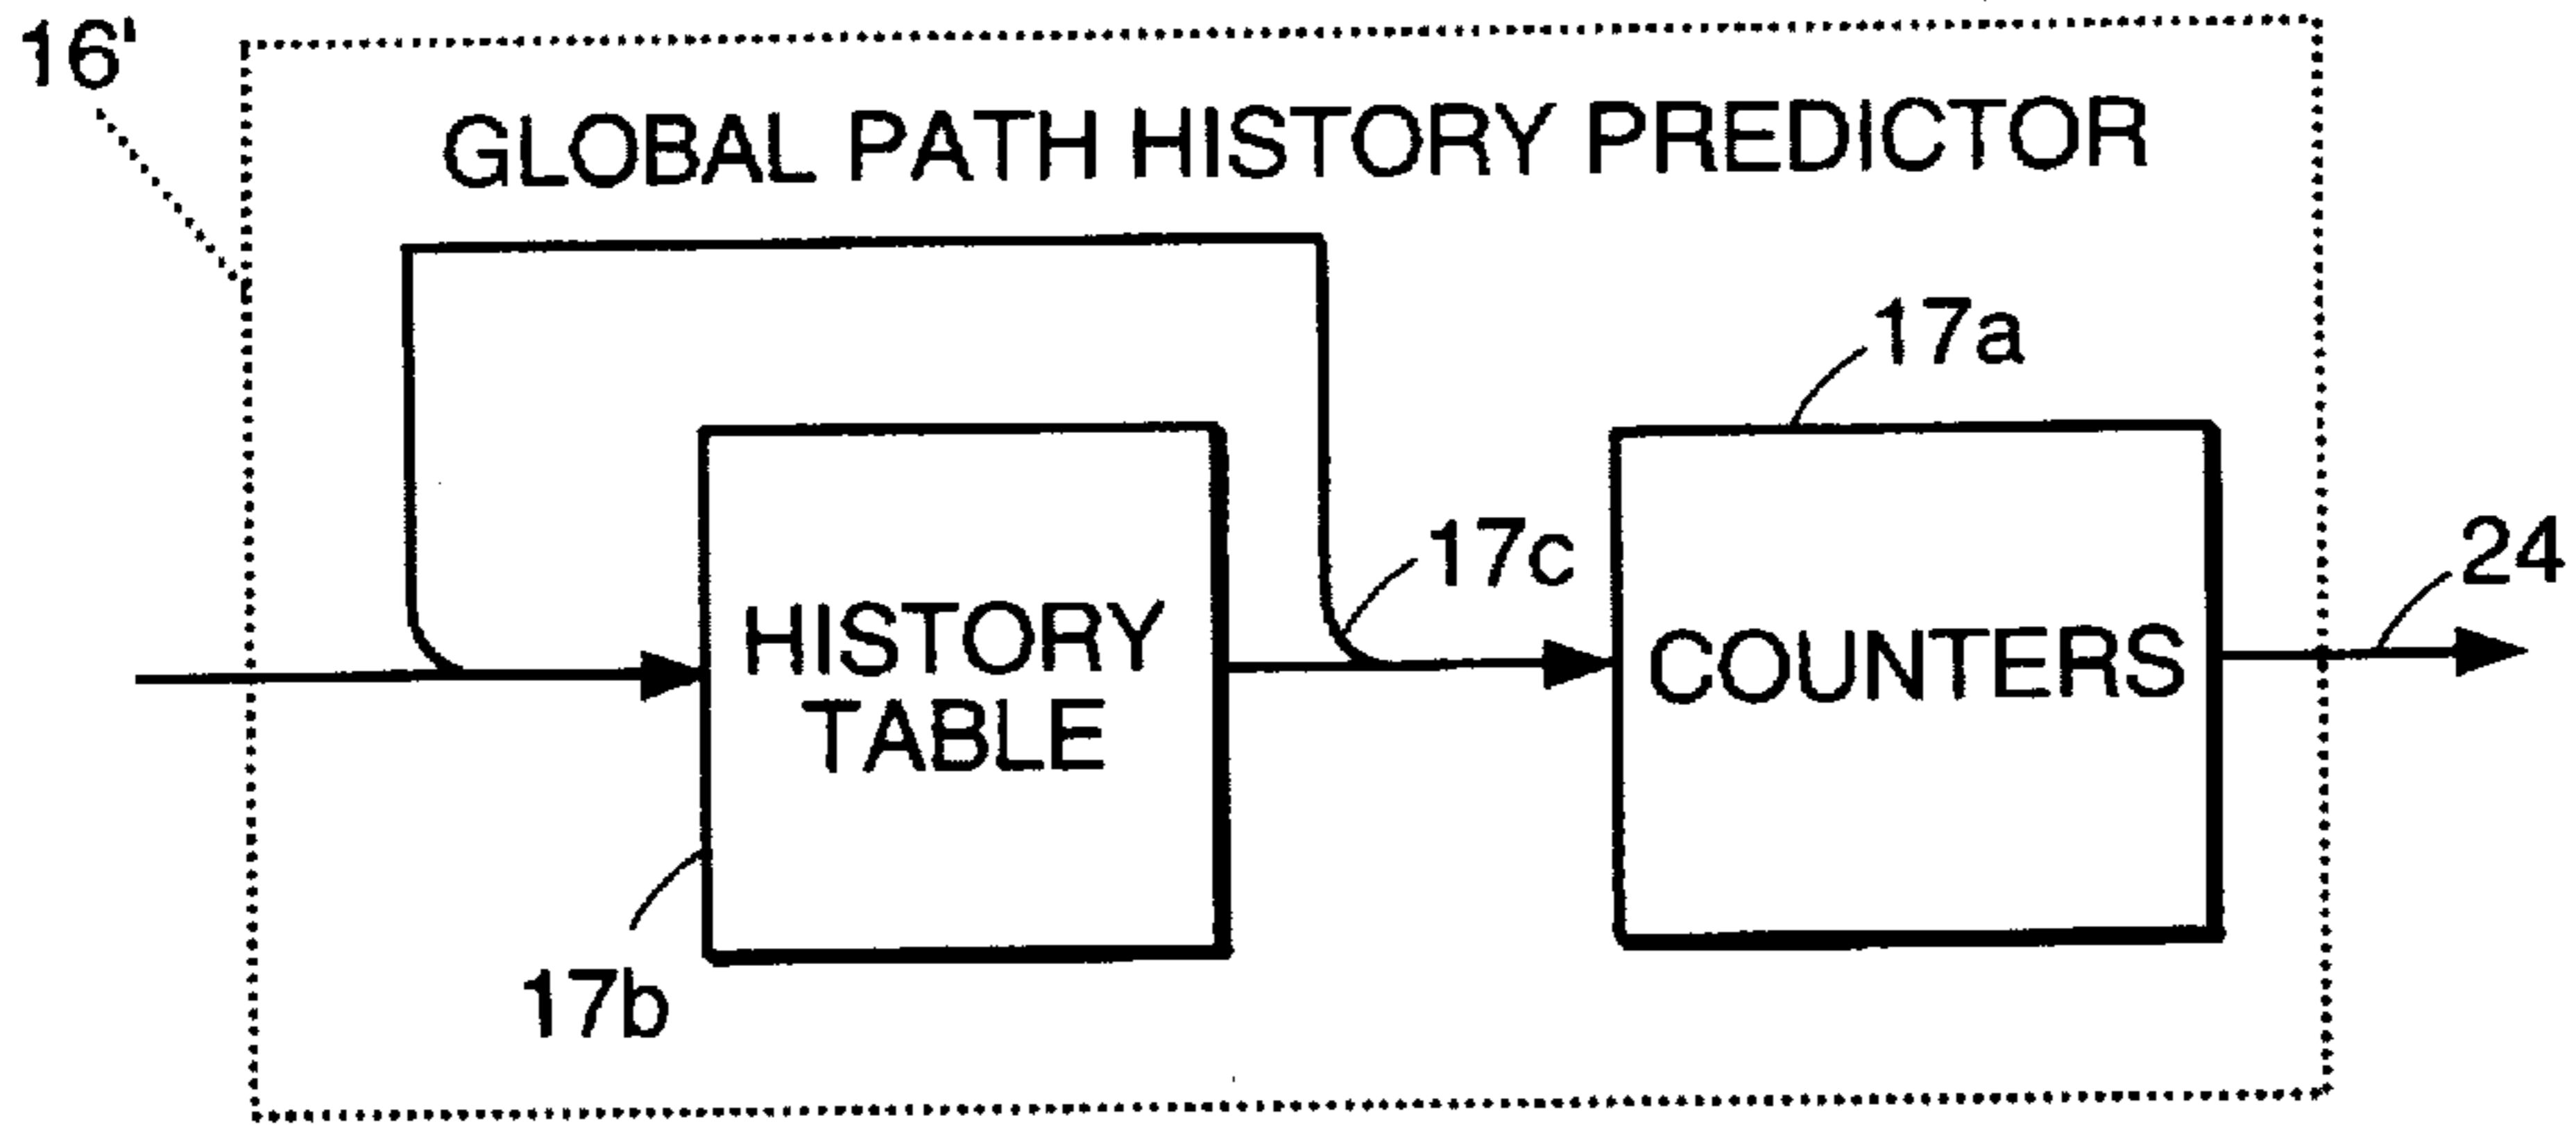 16'
GLOBAL PATH HISTORY PREDICTOR
17a
17c
24
HISTORY
TABLE
COUNTERS
17b